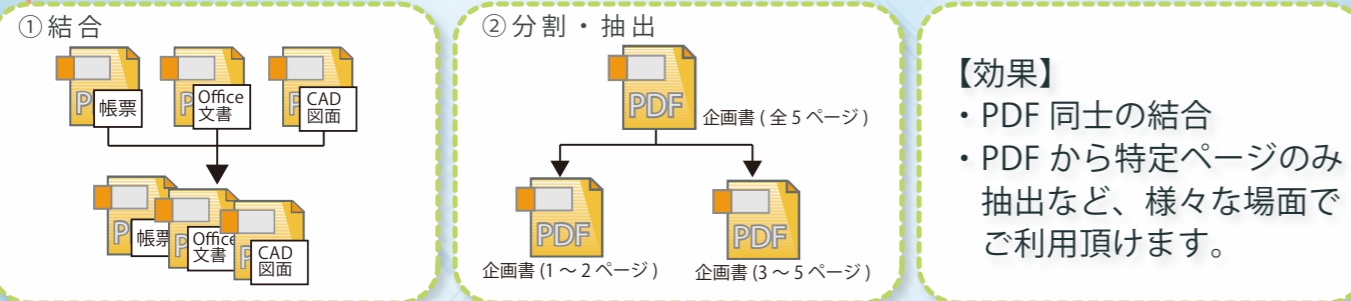 ①結合
帳票
Office
文書
CAD
図面
帳票
Office
文書
CAD
図面
②分割・抽出
PDF
企画書 ( 全 5 ページ )
PDF
PDF
企画書 (1 ～ 2 ページ )
企画書 (3 ～ 5 ページ )
【効果】
・PDF 同士の結合
・PDF から特定ページのみ
抽出など、様々な場面で
ご利用頂けます。